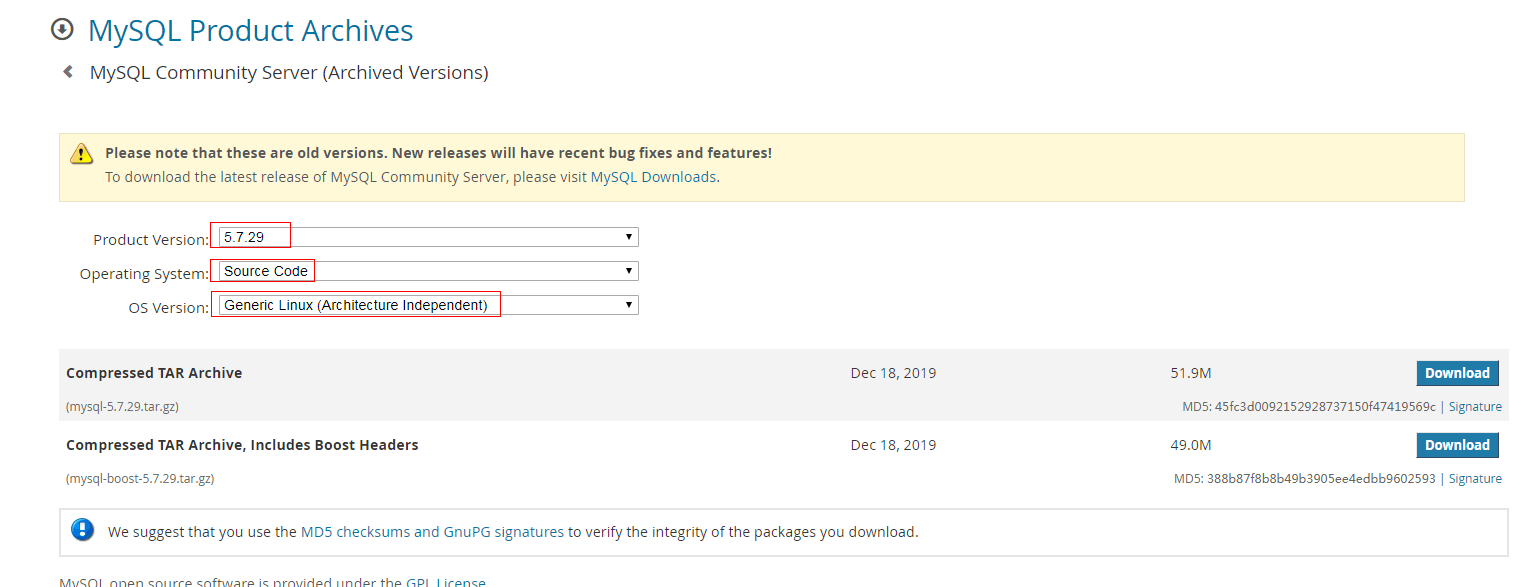 MySQL Product Archives
MySQL Community Server (Archived Versions)
Please note that these are old versions. New releases will have recent bug fixes and features!
To download the latest release of MySQL Community Server, please visit MySQL Downloads.
Product Version: 5.7.29
Operating System: Source Code
OS Version: Generic Linux (Architecture Independent)
Compressed TAR Archive Dec 18, 2019 51.9M Download
(mysql-5.7.29.tar.gz) MD5: 45fc3d0092152928737150f47419569c | Signature
Compressed TAR Archive, Includes Boost Headers Dec 18, 2019 49.0M Download
(mysql-boost-5.7.29.tar.gz) MD5: 388b87f8b8b49b3905ee4edbb9602593 | Signature
We suggest that you use the MD5 checksums and GnuPG signatures to verify the integrity of the packages you download.
MySQL open source software is provided under the GPL License.